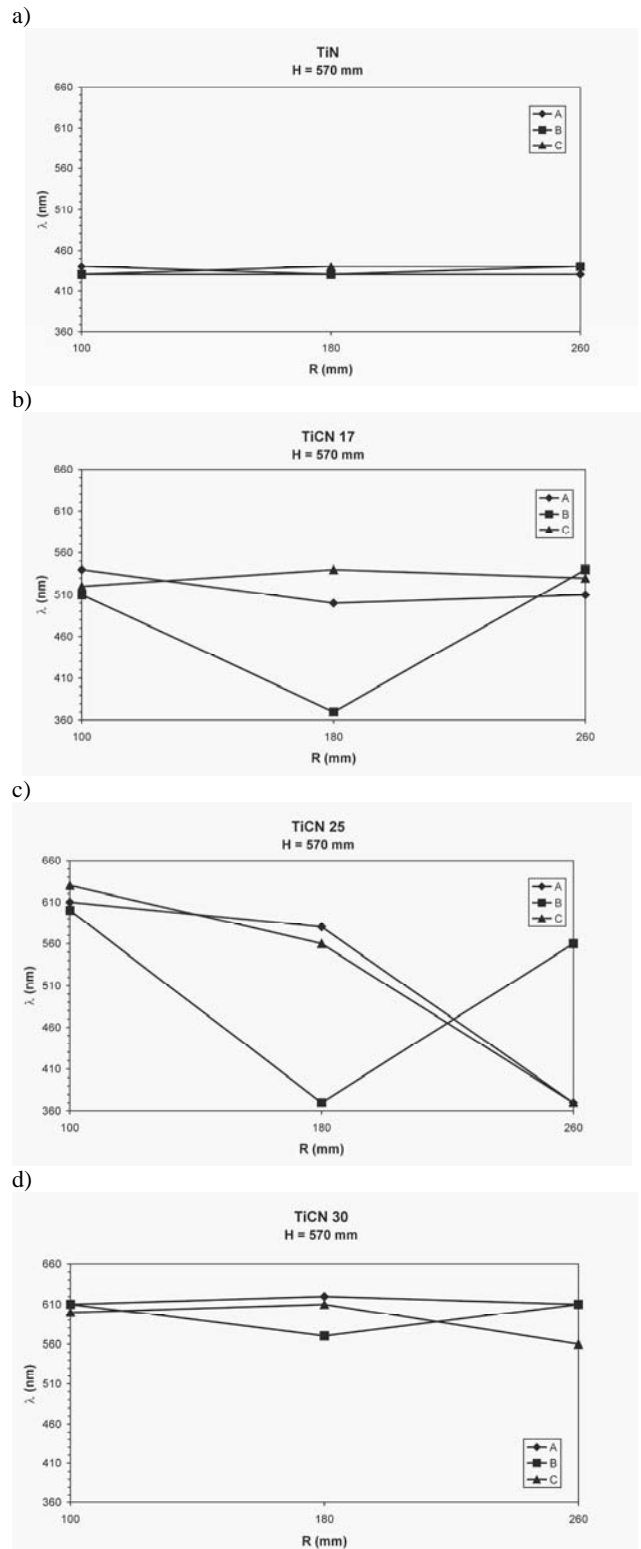 a)
TiN
H = 570 mm
660
610
560
510
460
410
360
λ (nm)
A
B
C
100
180
260
R (mm)
b)
TiCN 17
H = 570 mm
660
610
560
510
460
410
360
λ (nm)
A
B
C
100
180
260
R (mm)
c)
TiCN 25
H = 570 mm
660
610
560
510
460
410
360
λ (nm)
A
B
C
100
180
260
R (mm)
d)
TiCN 30
H = 570 mm
660
610
560
510
460
410
360
λ (nm)
A
B
C
100
180
260
R (mm)